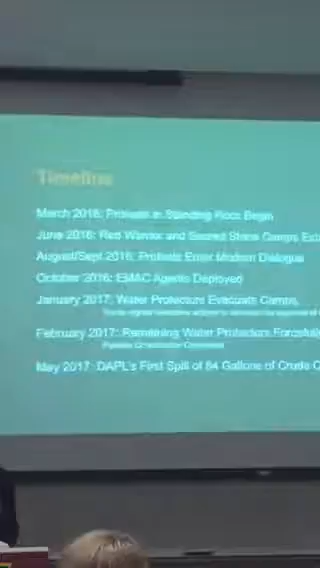 Timeline
March 2016: Protests in Standing Rock Begin
June 2016: Red Warrior and Sacred Stone Camps
August/Sept 2016: Protests Enter Modern Dialogue
October 2016: EMAC Agents Deployed
January 2017: Water Protectors Evacuate Camps,
February 2017: Remaining Water Protectors
May 2017: DAPL's First Spill of 84 Gallons of Crude